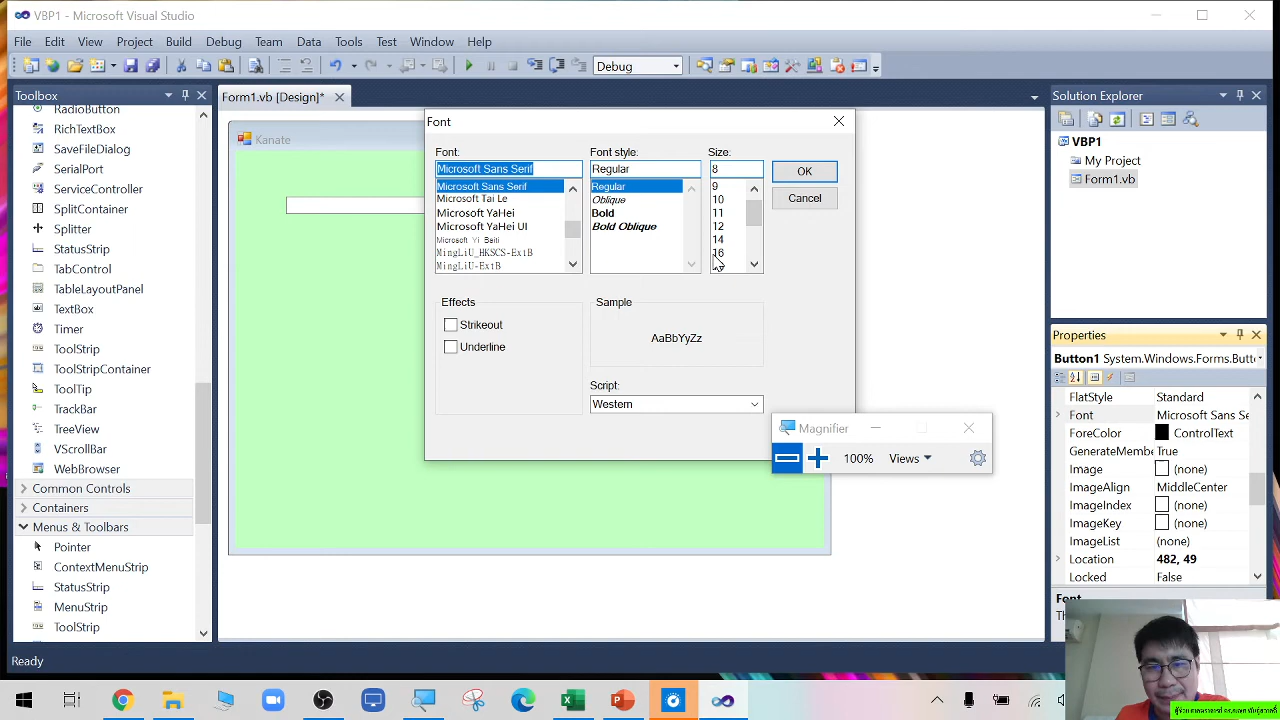 VBP1 - Microsoft Visual Studio
File Edit View Project Build Debug Team Data Tools Test Window Help
Debug
Toolbox
RadioButton
RichTextBox
SaveFileDialog
SerialPort
ServiceController
SplitContainer
Splitter
StatusStrip
TabControl
TableLayoutPanel
TextBox
Timer
ToolStrip
ToolStripContainer
ToolTip
TrackBar
TreeView
VScrollBar
WebBrowser
Common Controls
Containers
Menus & Toolbars
Pointer
ContextMenuStrip
StatusStrip
MenuStrip
ToolStrip
Ready
Form1.vb [Design]*
Kanate
Font
Font:
Microsoft Sans Serif
Microsoft Sans Serif
Microsoft Tai Le
Microsoft YaHei
Microsoft YaHei UI
Microsoft Yi Baiti
MingLiU_HKSCS-ExtB
MingLiU-ExtB
Font style:
Regular
Regular
Oblique
Bold
Bold Oblique
Size:
8
9
10
11
12
14
16
OK
Cancel
Effects
Strikeout
Underline
Sample
AaBbYyZz
Script:
Western
Magnifier
100% Views
Solution Explorer
VBP1
My Project
Form1.vb
Properties
Button1 System.Windows.Forms.Butt
FlatStyle Standard
Font Microsoft Sans Se
ForeColor ControlText
GenerateMembe True
Image (none)
ImageAlign MiddleCenter
ImageIndex (none)
ImageKey (none)
ImageList (none)
Location 482, 49
Locked False
Font